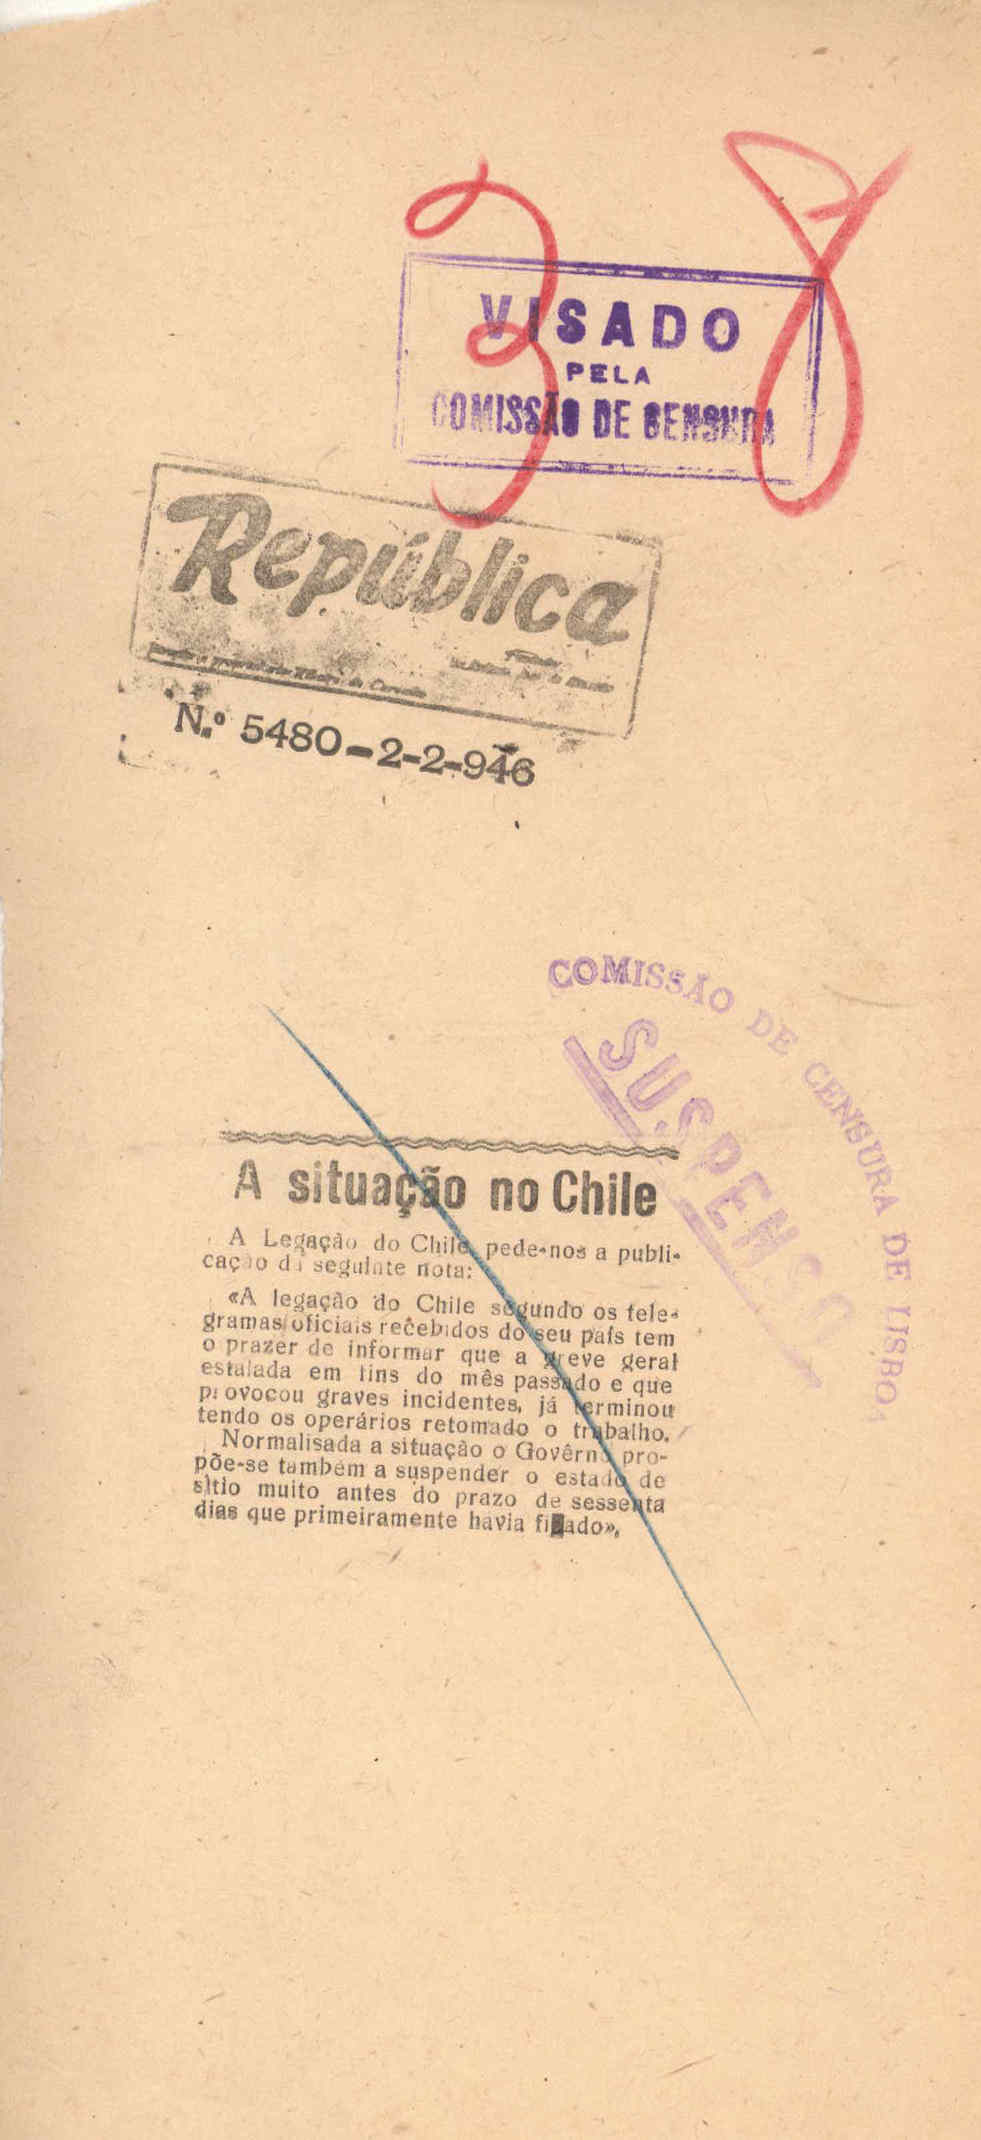 38
VISADO
PELA
COMISSÃO DE CENSURA
República
N.º 5480-2-2-946
COMISSÃO DE CENSURA DE LISBOA
SUSPENSO
A situação no Chile
A Legação do Chile pede-nos a publi-
cação da seguinte nota:
«A legação do Chile segundo os tele-
gramas oficiais recebidos do seu país tem
o prazer de informar que a greve geral
estalada em fins do mês passado e que
provocou graves incidentes, já terminou
tendo os operários retomado o trabalho.
Normalisada a situação o Govêrno pro-
põe-se também a suspender o estado de
sítio muito antes do prazo de sessenta
dias que primeiramente havia fixado».